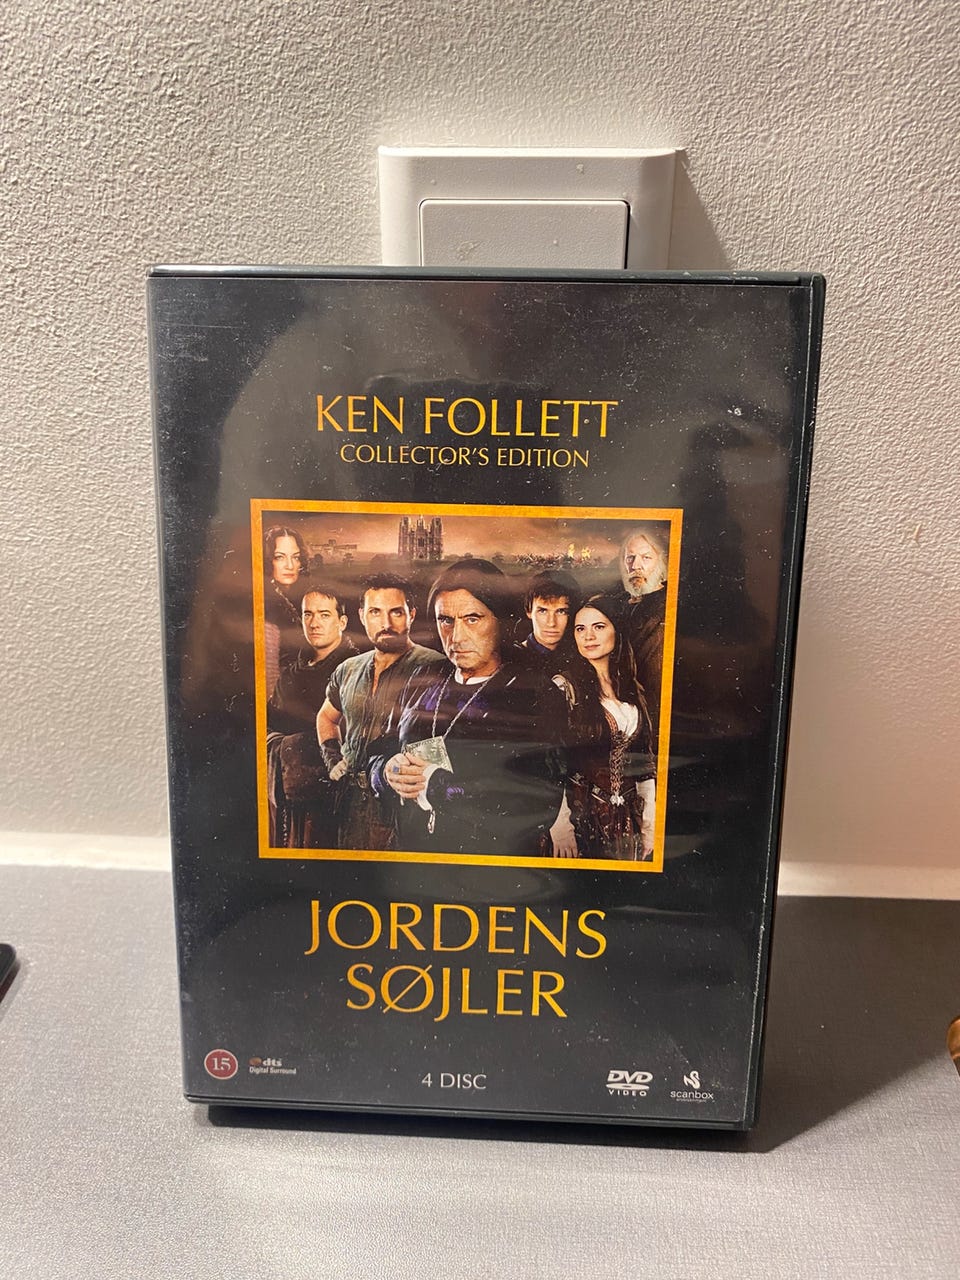 KEN FOLLETT
COLLECTOR'S EDITION
JORDENS
SØJLER
15
dts
Digital Surround
4 DISC
DVD
VIDEO
scanbox